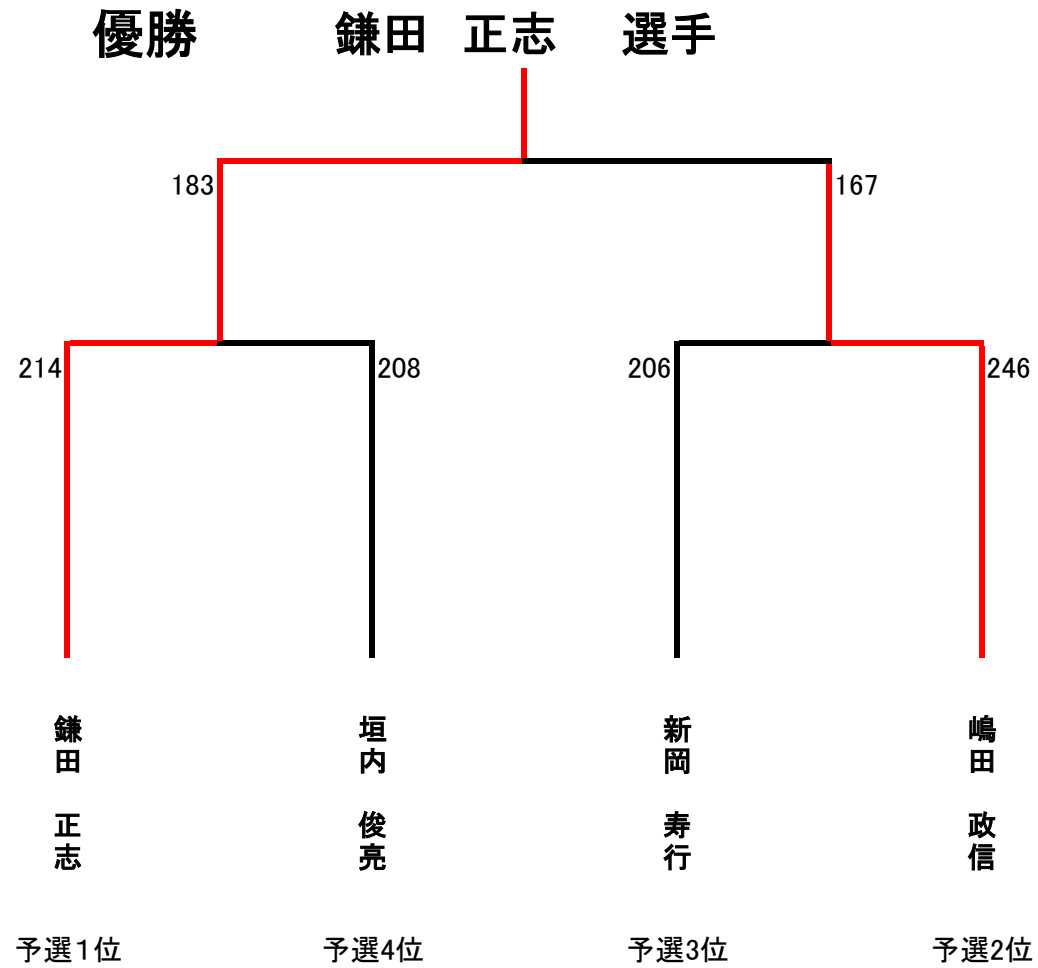 優勝　鎌田　正志　選手
183
167
214
208
206
246
鎌田　正志
垣内　俊亮
新岡　寿行
嶋田　政信
予選１位
予選4位
予選3位
予選2位